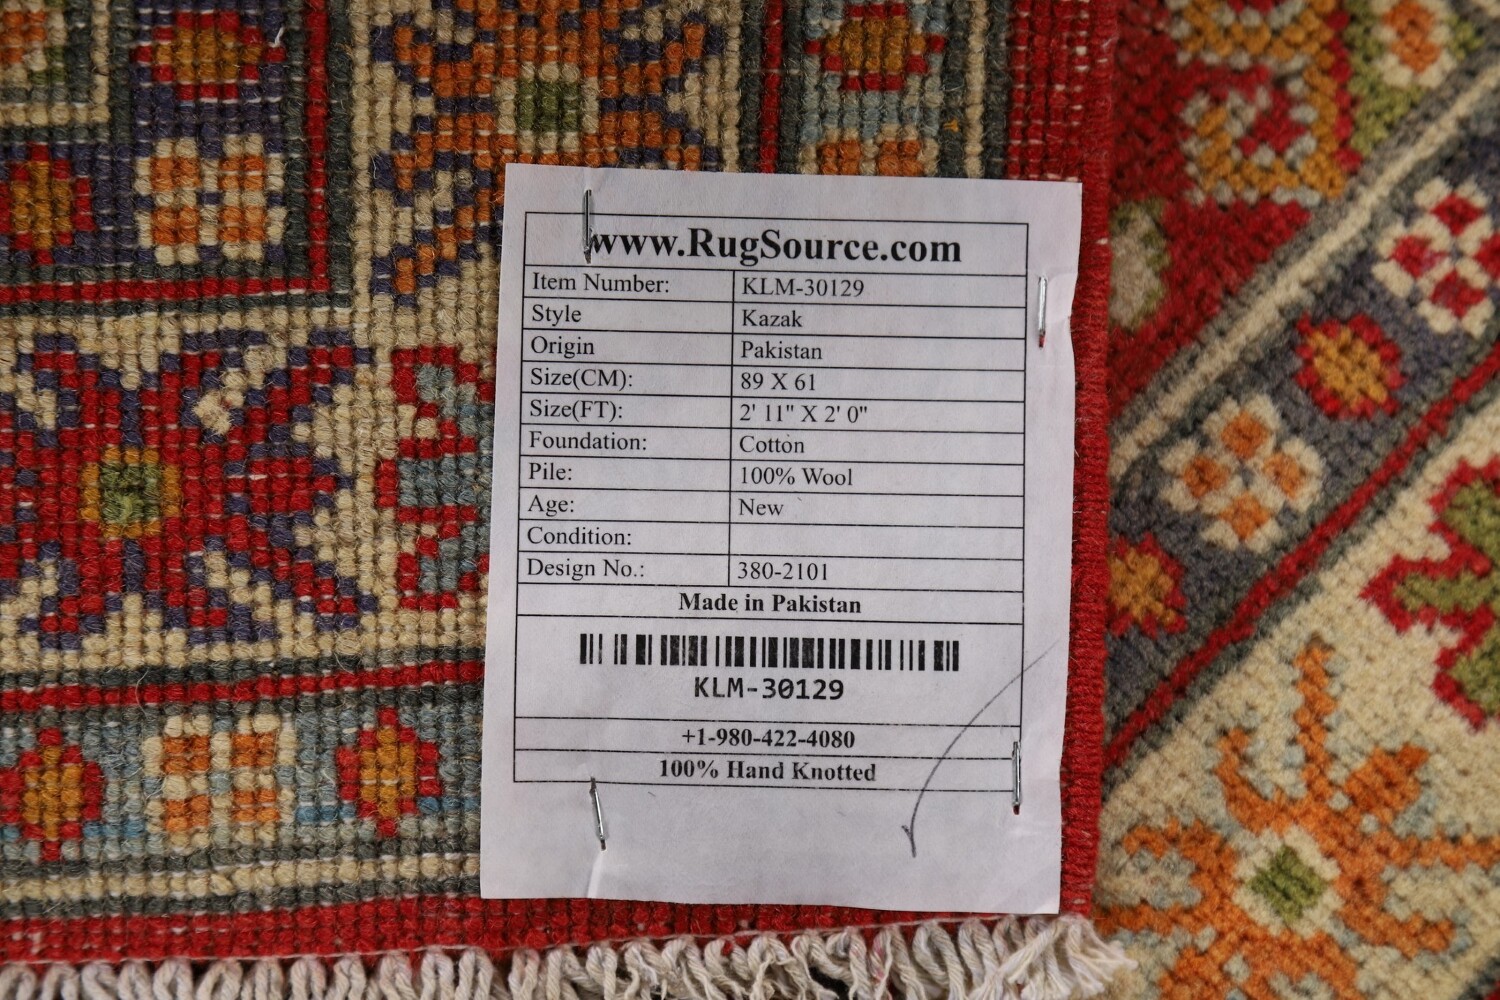 www.RugSource.com
Item Number: KLM-30129
Style Kazak
Origin Pakistan
Size(CM): 89 X 61
Size(FT): 2' 11" X 2' 0"
Foundation: Cotton
Pile: 100% Wool
Age: New
Condition:
Design No.: 380-2101
Made in Pakistan
KLM-30129
+1-980-422-4080
100% Hand Knotted